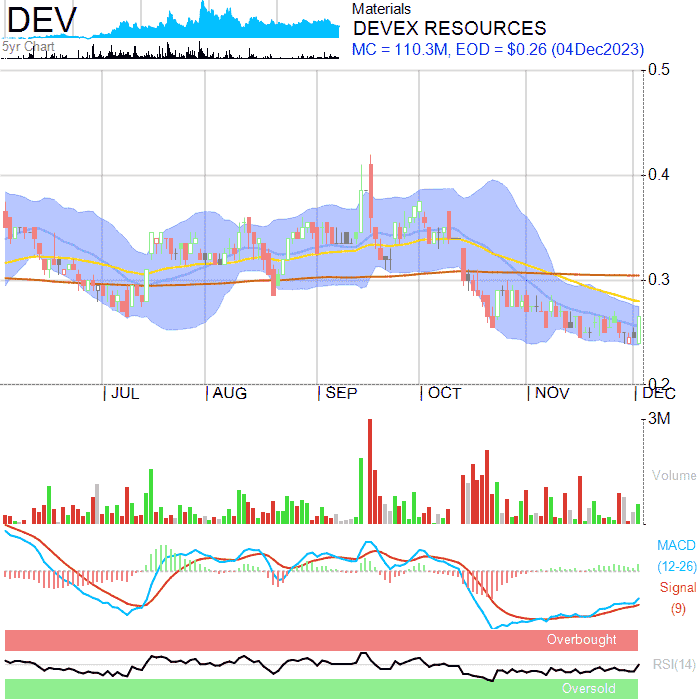 DEV
5yr Chart
Materials
DEVEX RESOURCES
MC = 110.3M, EOD = $0.26 (04Dec2023)
0.5
0.4
0.3
0.2
JUL
AUG
SEP
OCT
NOV
DEC
3M
Volume
MACD
(12-26)
Signal
(9)
Overbought
RSI(14)
Oversold